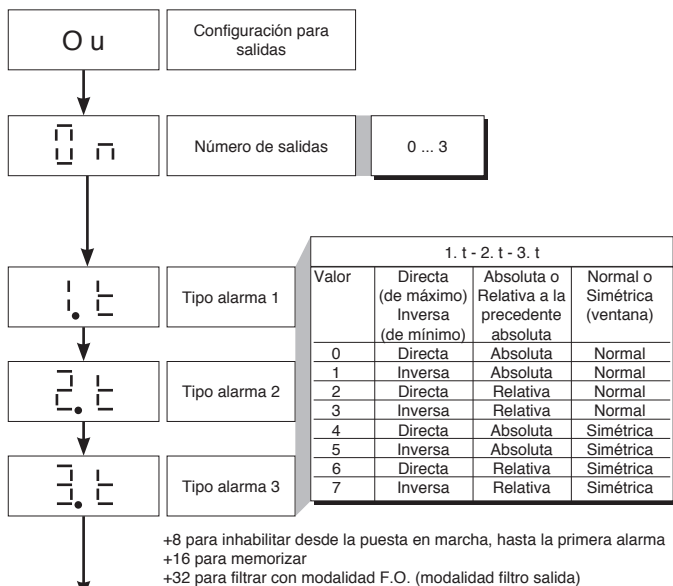 O u
Configuración para
salidas
0 n
Número de salidas
0 ... 3
1. t
Tipo alarma 1
2. t
Tipo alarma 2
3. t
Tipo alarma 3
1. t - 2. t - 3. t
Valor Directa Absoluta o Normal o
(de máximo) Relativa a la Simétrica
Inversa precedente (ventana)
(de mínimo) absoluta
0 Directa Absoluta Normal
1 Inversa Absoluta Normal
2 Directa Relativa Normal
3 Inversa Relativa Normal
4 Directa Absoluta Simétrica
5 Inversa Absoluta Simétrica
6 Directa Relativa Simétrica
7 Inversa Relativa Simétrica
+8 para inhabilitar desde la puesta en marcha, hasta la primera alarma
+16 para memorizar
+32 para filtrar con modalidad F.O. (modalidad filtro salida)